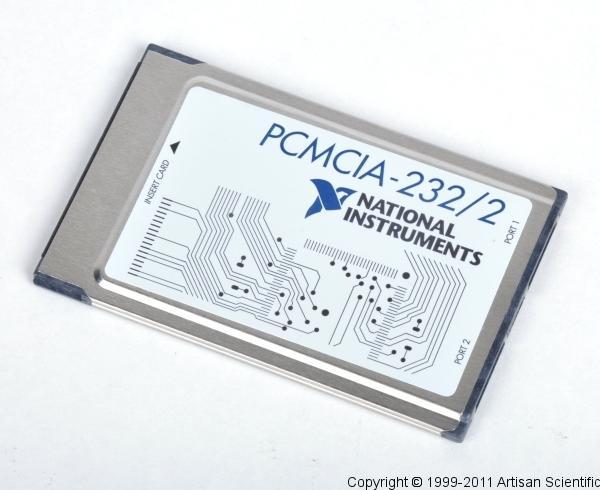 PCMCIA-232/2
NATIONAL
INSTRUMENTS
INSERT CARD
PORT 1
PORT 2
Copyright © 1999-2011 Artisan Scientific